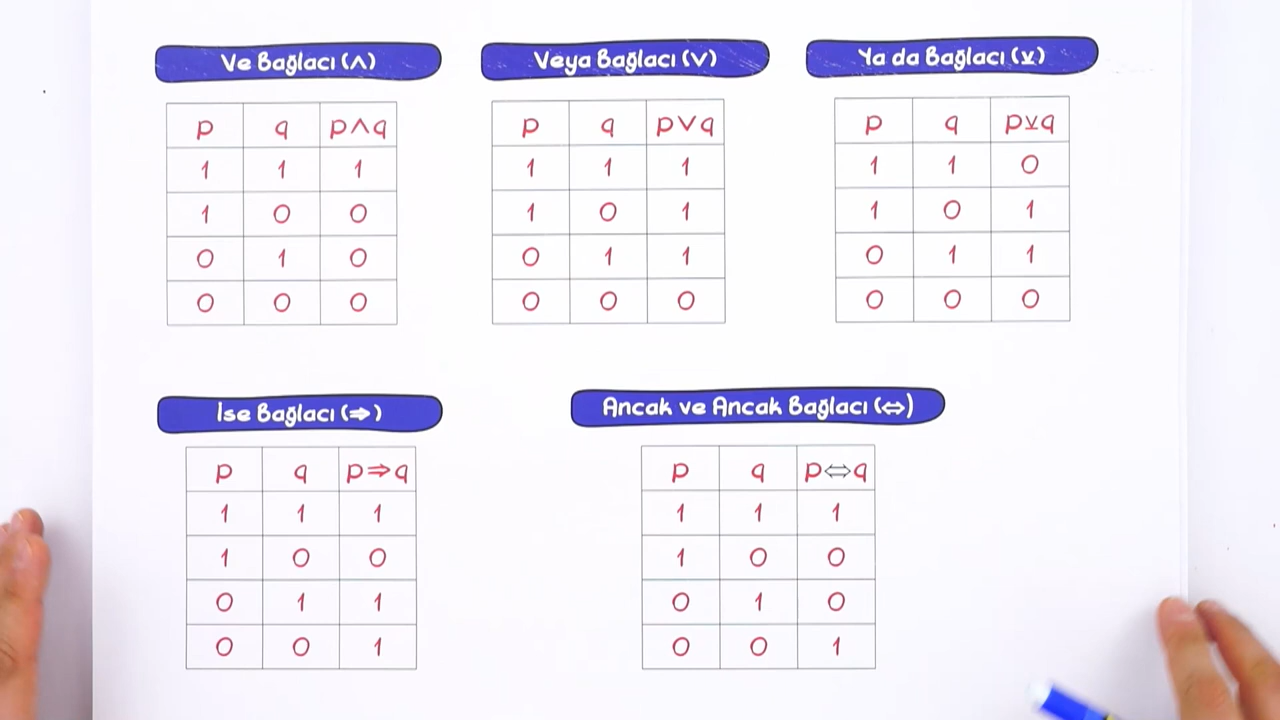 Ve Bağlacı (∧)
p q p∧q
1 1 1
1 0 0
0 1 0
0 0 0
Veya Bağlacı (∨)
p q p∨q
1 1 1
1 0 1
0 1 1
0 0 0
Ya da Bağlacı (⊻)
p q p⊻q
1 1 0
1 0 1
0 1 1
0 0 0
İse Bağlacı (⇒)
p q p⇒q
1 1 1
1 0 0
0 1 1
0 0 1
Ancak ve Ancak Bağlacı (⇔)
p q p⇔q
1 1 1
1 0 0
0 1 0
0 0 1